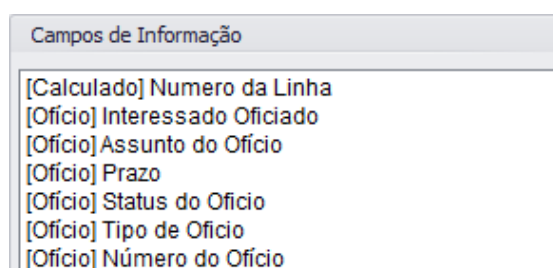 Campos de Informação
[Calculado] Numero da Linha
[Ofício] Interessado Oficiado
[Ofício] Assunto do Ofício
[Ofício] Prazo
[Ofício] Status do Oficio
[Ofício] Tipo de Oficio
[Ofício] Número do Ofício